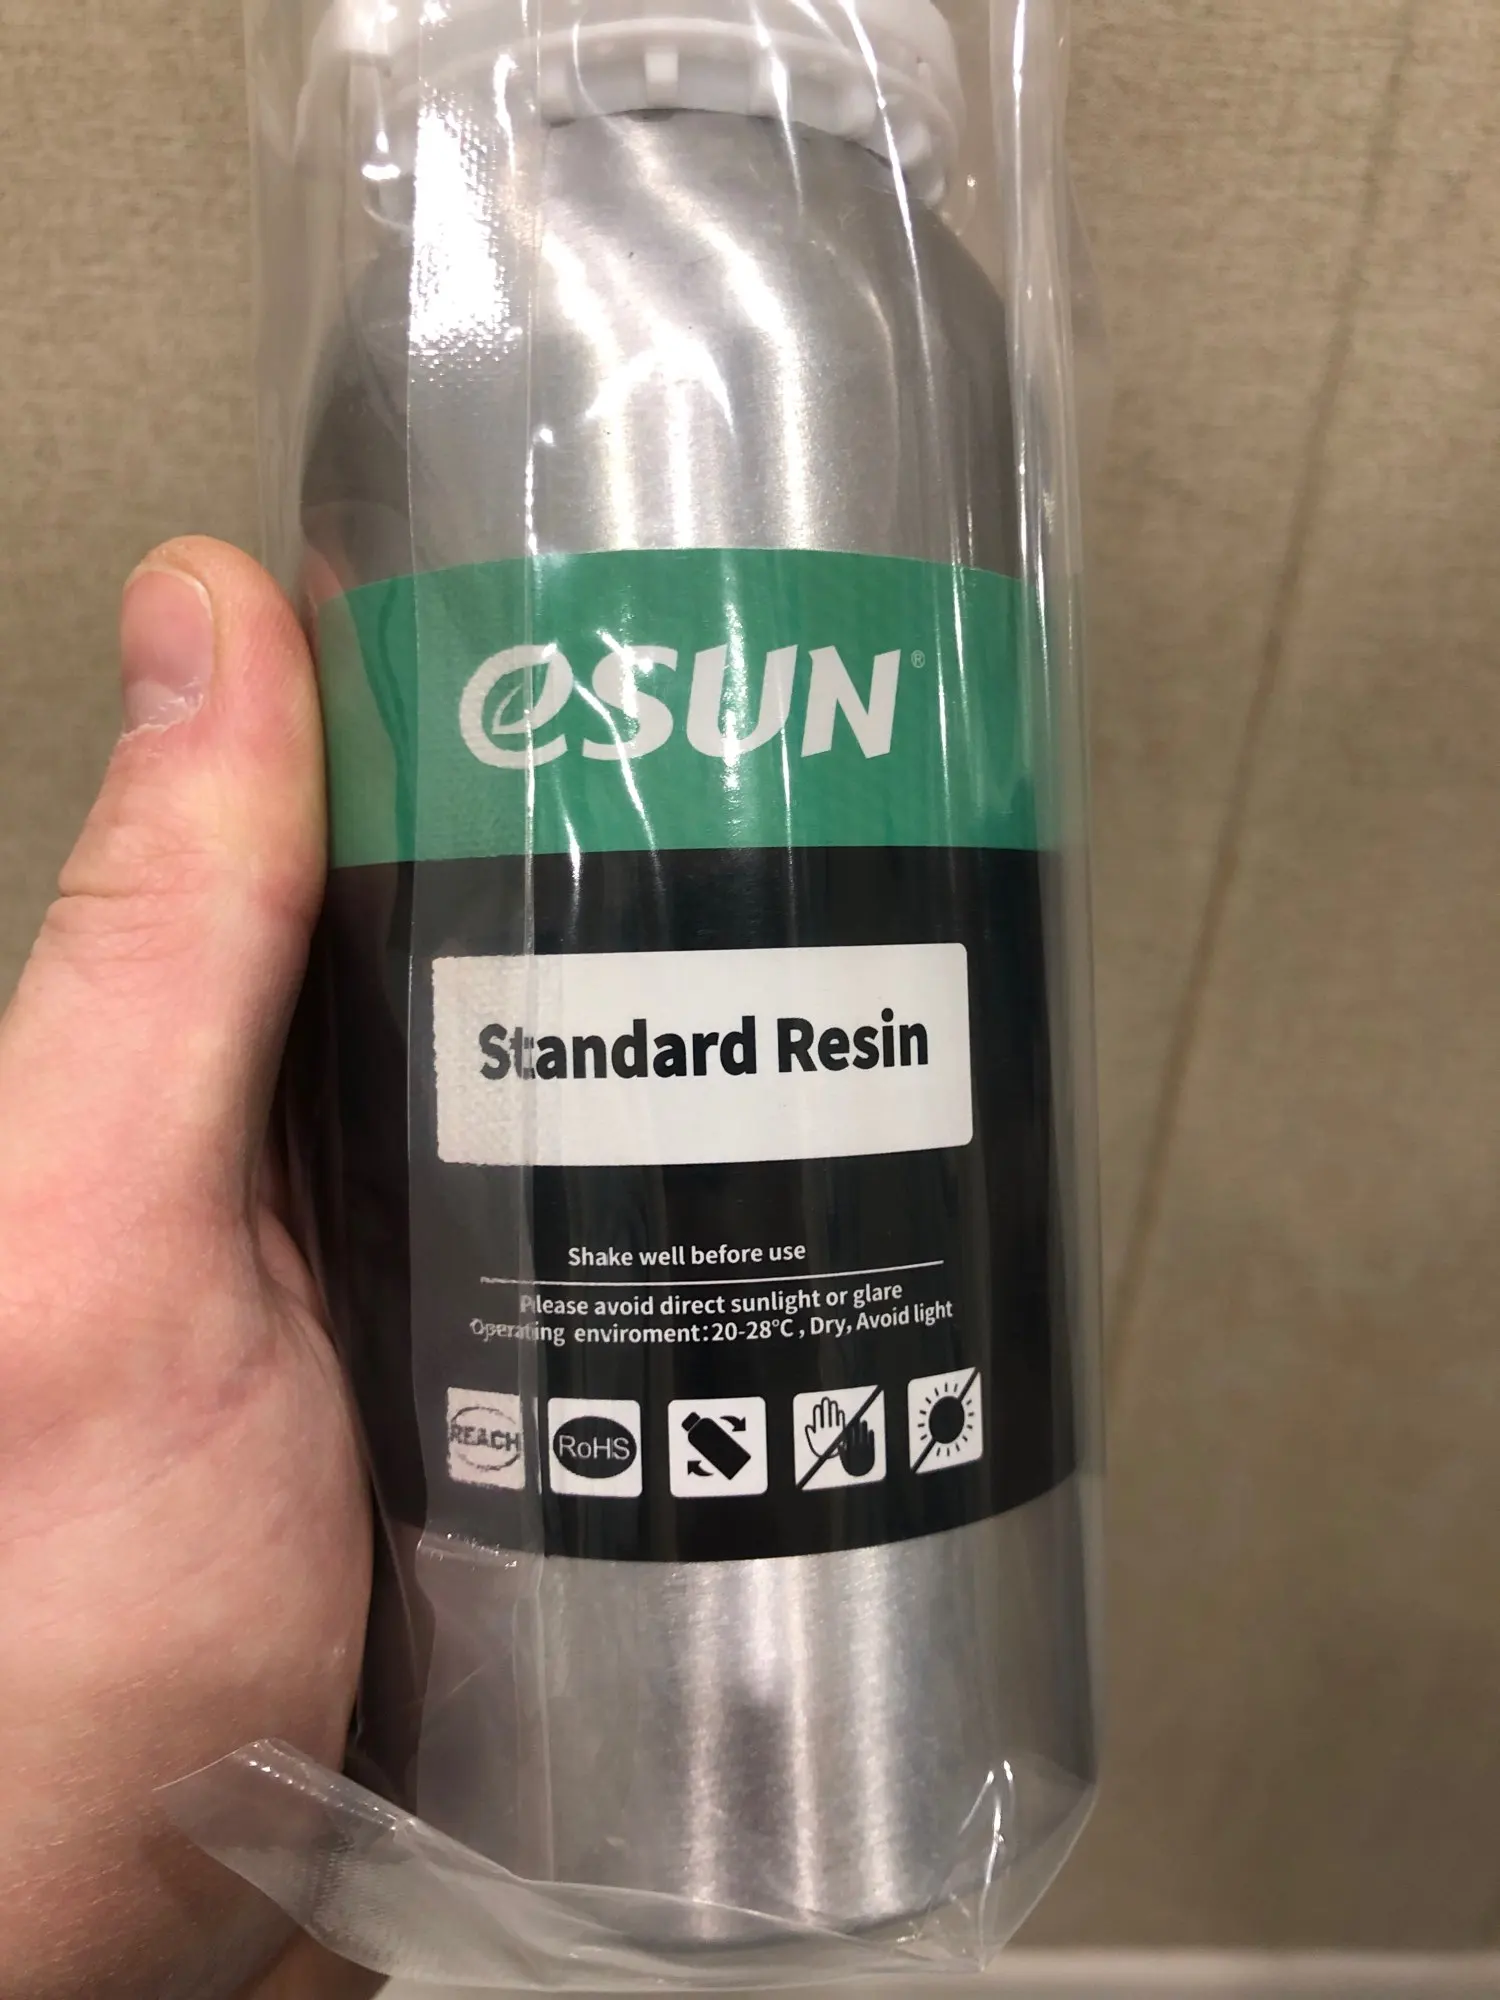 eSUN®
Standard Resin
Shake well before use
Please avoid direct sunlight or glare
Operating enviroment:20-28°C, Dry, Avoid light
REACH
RoHS